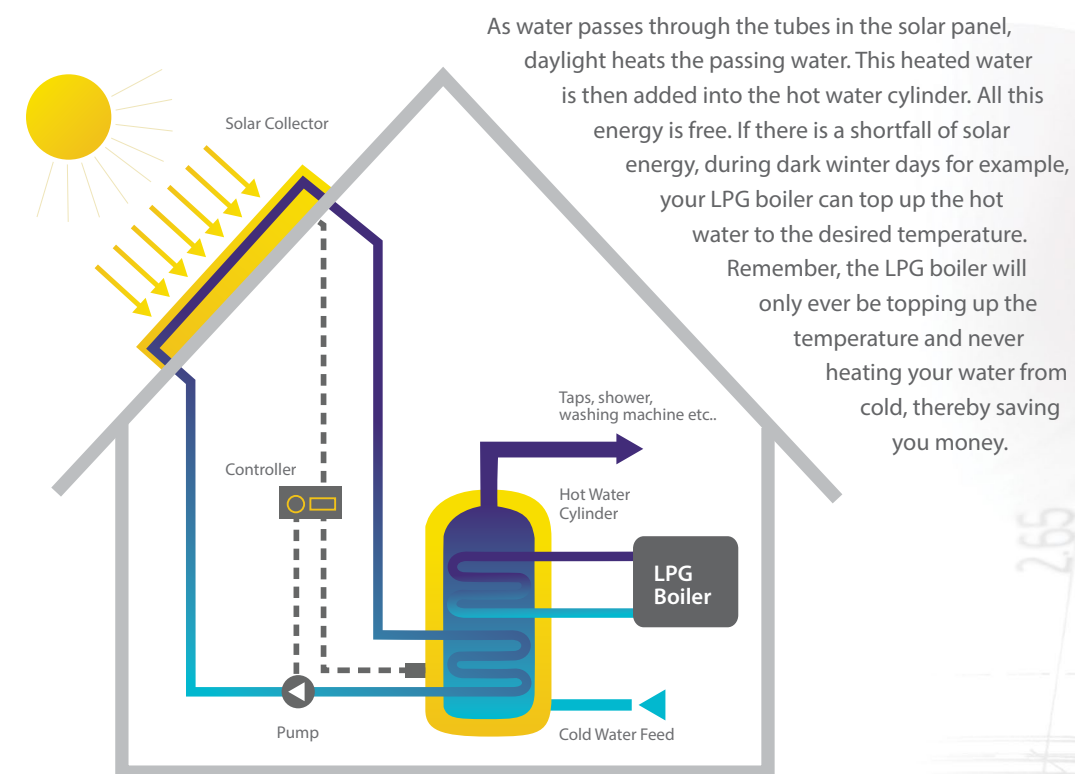 As water passes through the tubes in the solar panel,
daylight heats the passing water. This heated water
is then added into the hot water cylinder. All this
energy is free. If there is a shortfall of solar
energy, during dark winter days for example,
your LPG boiler can top up the hot
water to the desired temperature.
Remember, the LPG boiler will
only ever be topping up the
temperature and never
heating your water from
cold, thereby saving
you money.
Solar Collector
Taps, shower,
washing machine etc..
Controller
Hot Water
Cylinder
LPG
Boiler
Pump
Cold Water Feed
2.65